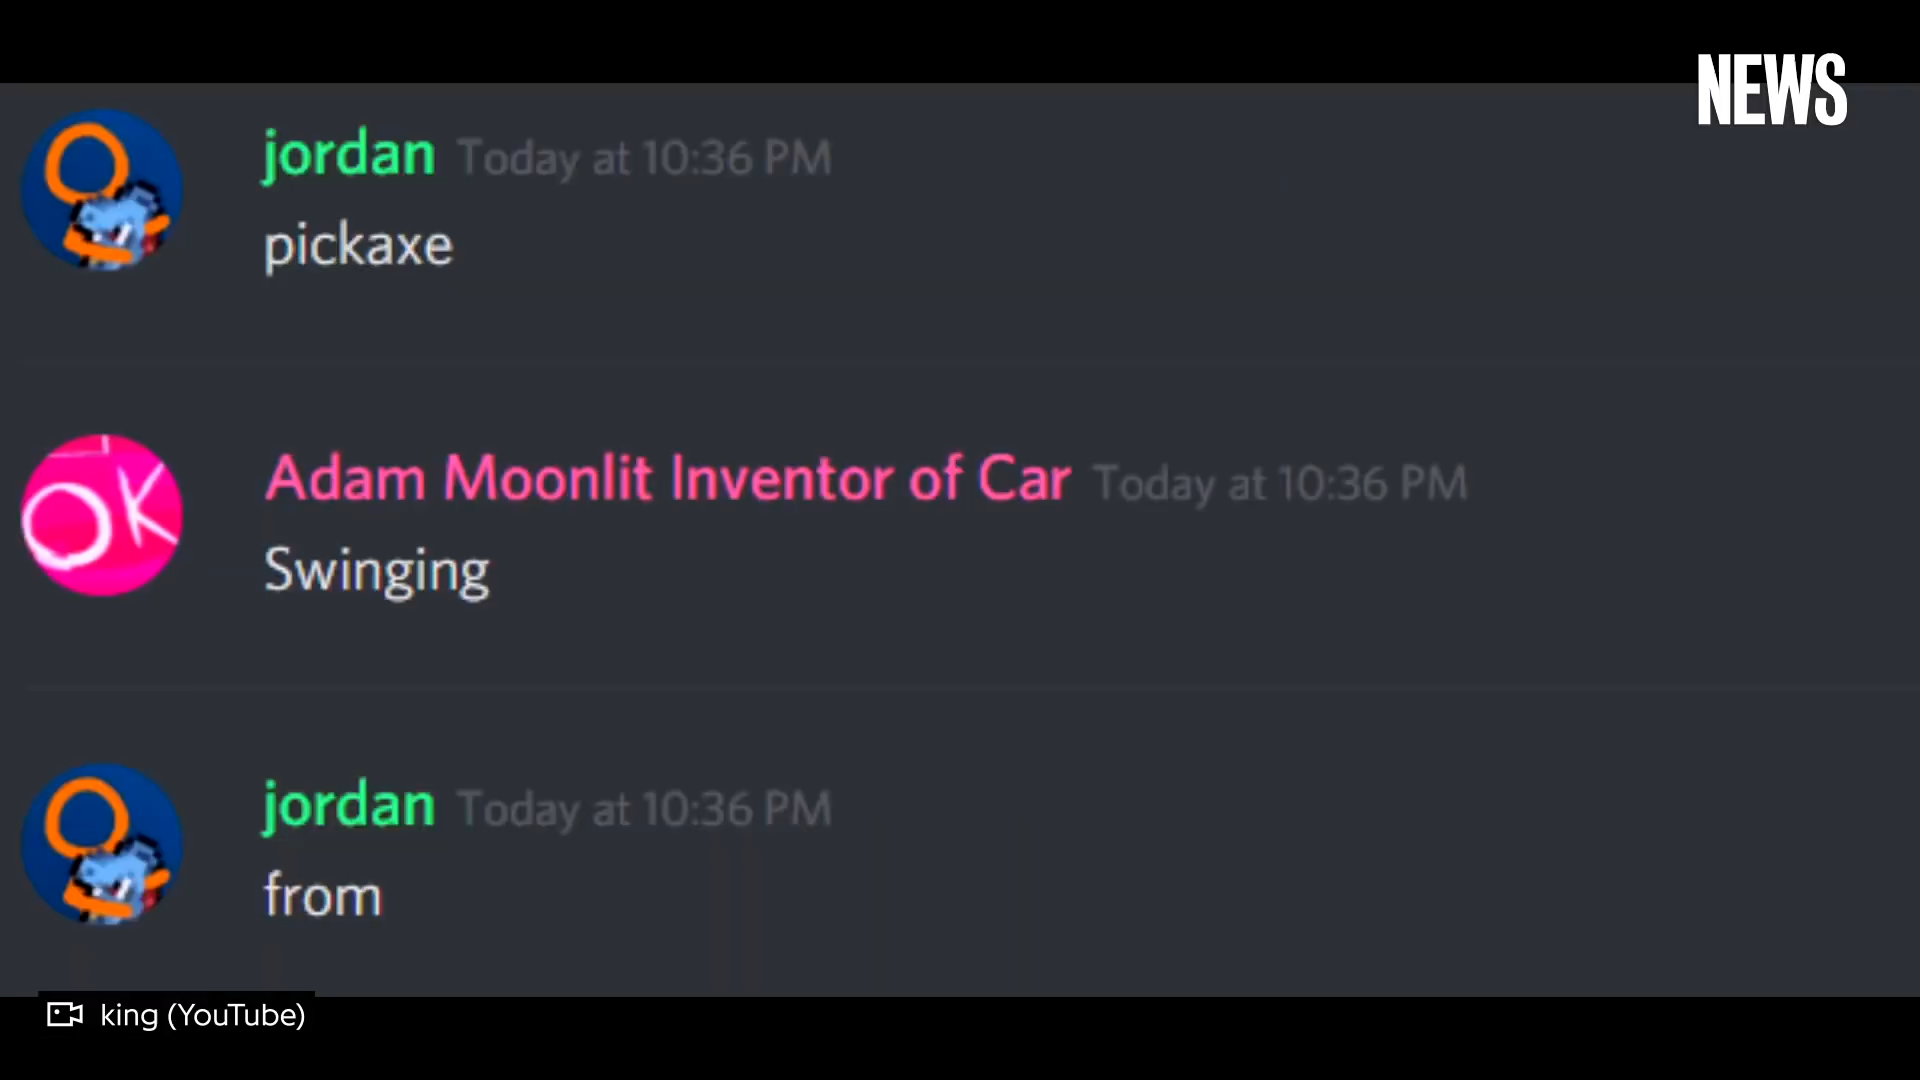 NEWS
jordan Today at 10:36 PM
pickaxe
OK
Adam Moonlit Inventor of Car Today at 10:36 PM
Swinging
jordan Today at 10:36 PM
from
king (YouTube)